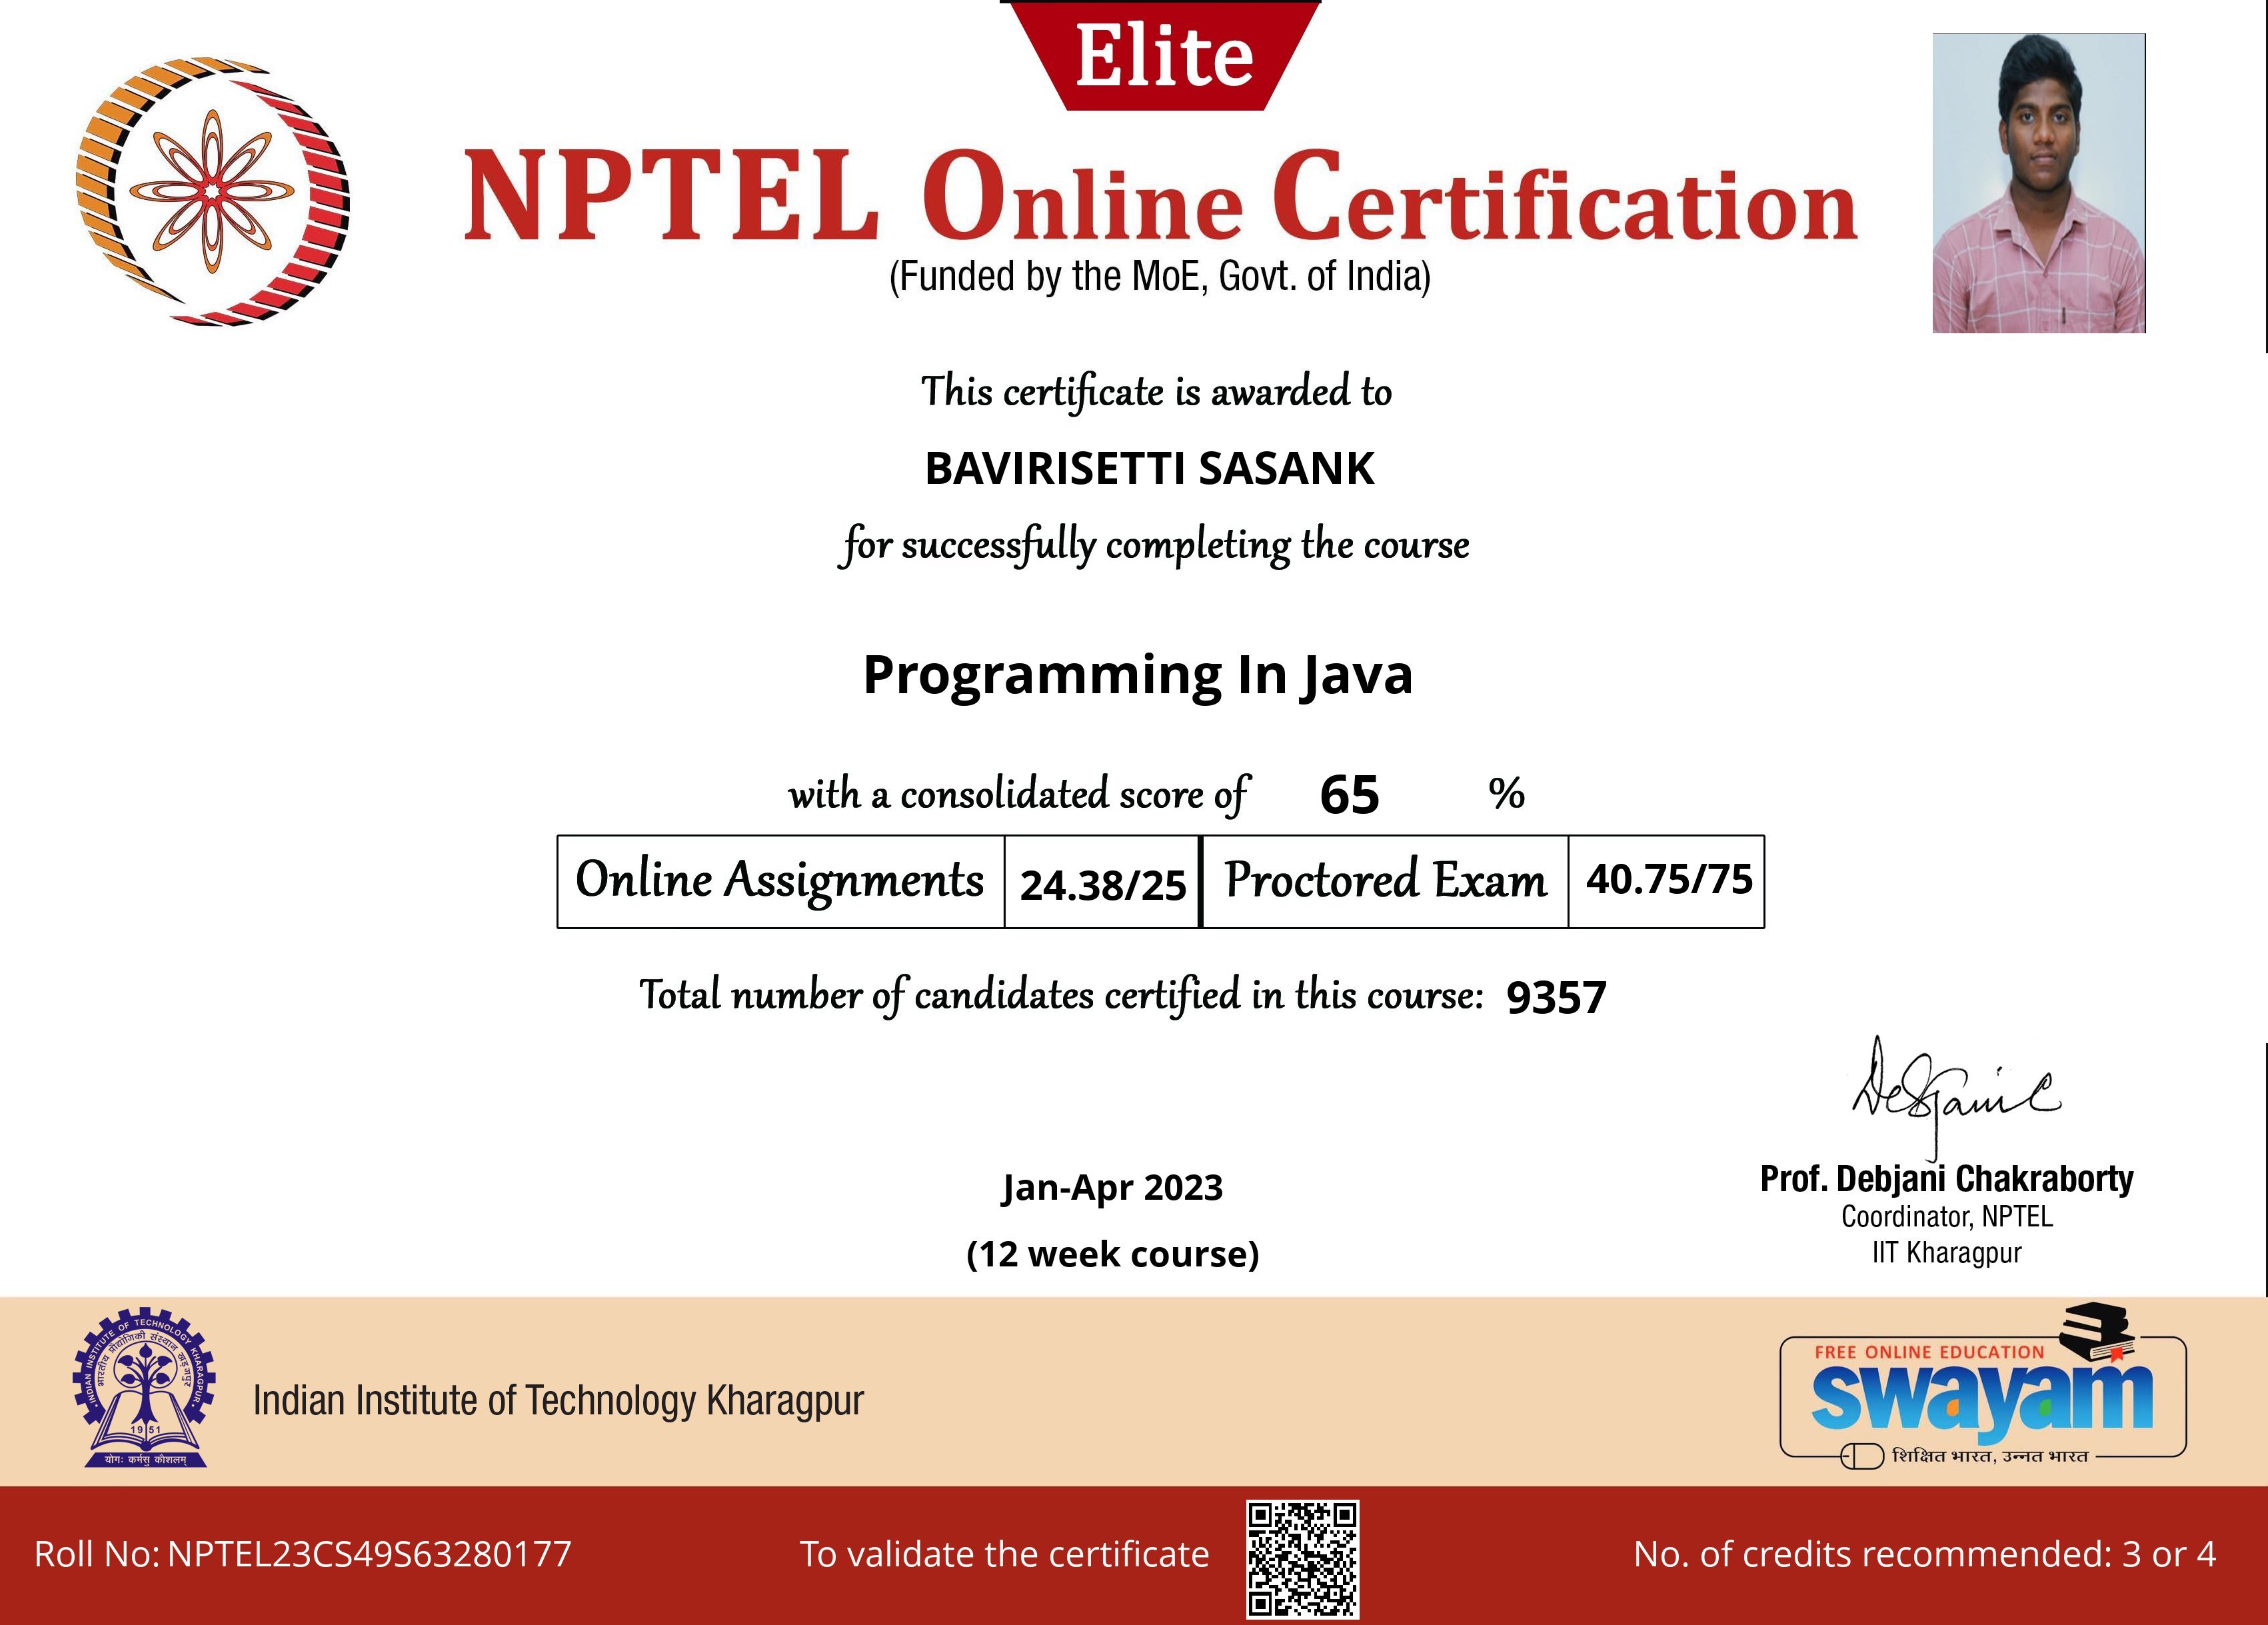 Elite
NPTEL Online Certification
(Funded by the MoE, Govt. of India)
This certificate is awarded to
BAVIRISETTI SASANK
for successfully completing the course
Programming In Java
with a consolidated score of 65 %
Online Assignments 24.38/25 Proctored Exam 40.75/75
Total number of candidates certified in this course: 9357
Debjani C
Prof. Debjani Chakraborty
Coordinator, NPTEL
IIT Kharagpur
Jan-Apr 2023
(12 week course)
INDIAN INSTITUTE OF TECHNOLOGY KHARAGPUR
भारतीय प्रौद्योगिकी संस्थान खड़गपुर
1951
योगः कर्मसु कौशलम्
Indian Institute of Technology Kharagpur
FREE ONLINE EDUCATION
swayam
शिक्षित भारत, उन्नत भारत
Roll No: NPTEL23CS49S63280177
To validate the certificate
No. of credits recommended: 3 or 4